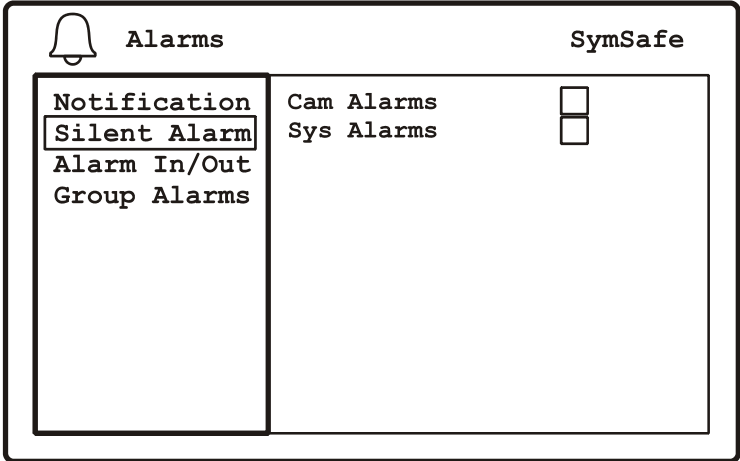 Alarms SymSafe
Notification
Silent Alarm
Alarm In/Out
Group Alarms
Cam Alarms
Sys Alarms